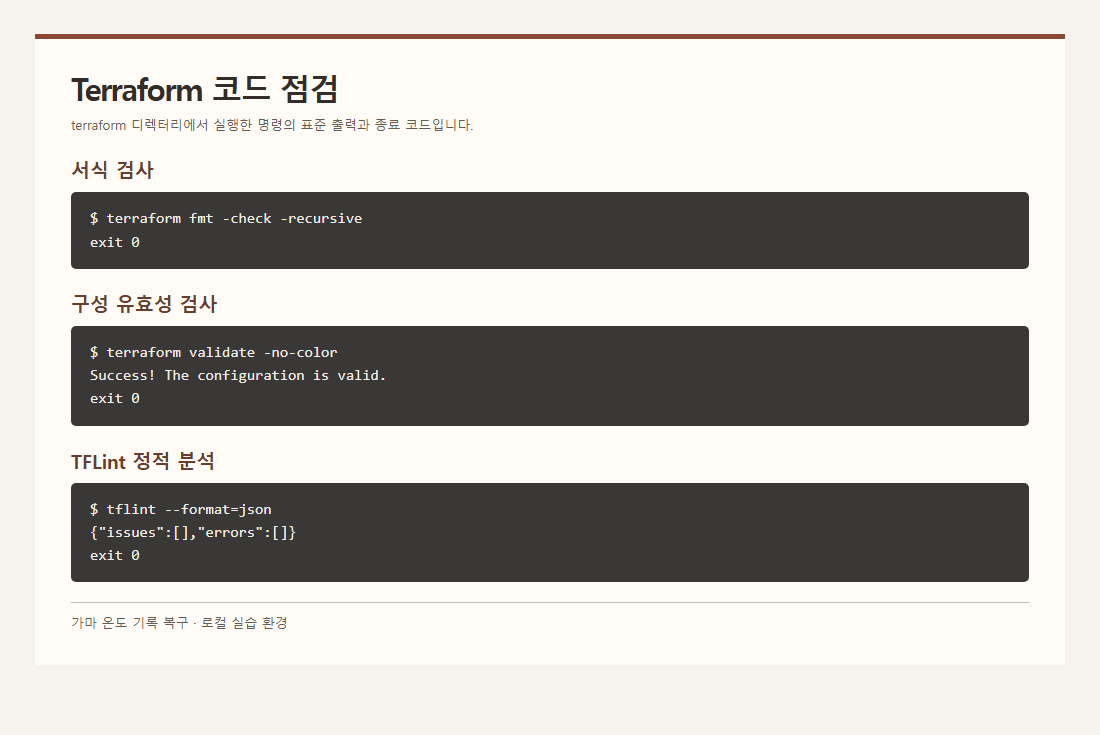 Terraform 코드 점검
terraform 디렉터리에서 실행한 명령의 표준 출력과 종료 코드입니다.
서식 검사
$ terraform fmt -check -recursive
exit 0
구성 유효성 검사
$ terraform validate -no-color
Success! The configuration is valid.
exit 0
TFLint 정적 분석
$ tflint --format=json
{"issues":[],"errors":[]}
exit 0
가마 온도 기록 복구 · 로컬 실습 환경